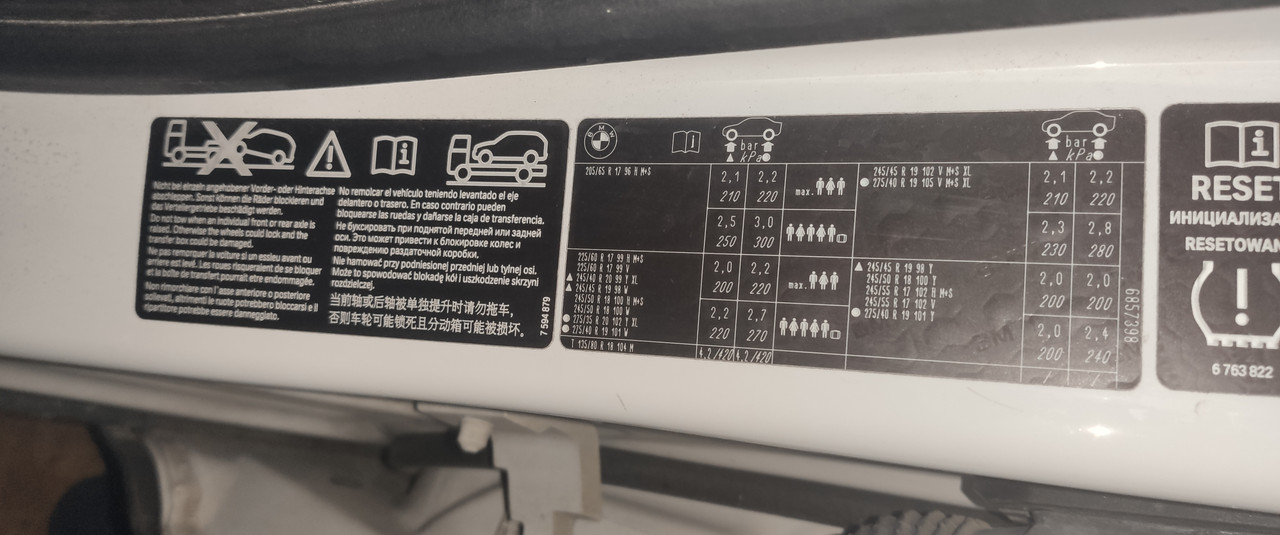 Nicht bei einzeln angehobener Vorder- oder Hinterachse
abschleppen. Sonst können die Räder blockieren und
das Verteilergetriebe beschädigt werden.
Do not tow when an individual front or rear axle is
raised. Otherwise the wheels could lock and the
transfer box could be damaged.
Ne pas remorquer la voiture si un essieu avant ou
arrière est levé. Les roues risqueraient de se bloquer
et la boîte de transfert pourrait être endommagée.
Non rimorchiare con l'asse anteriore o posteriore
sollevati, altrimenti le ruote potrebbero bloccarsi e il
ripartitore potrebbe essere danneggiato.
No remolcar el vehículo teniendo levantado el eje
delantero o trasero. En caso contrario pueden
bloquearse las ruedas y dañarse la caja de transferencia.
Не буксировать при поднятой передней или задней
оси. Это может привести к блокировке колес и
повреждению раздаточной коробки.
Nie hamować przy podniesionej przedniej lub tylnej osi.
Może to spowodować blokadę kół i uszkodzenie skrzyni
rozdzielczej.
当前轴或后轴被单独提升时请勿拖车，
否则车轮可能锁死且分动箱可能被损坏。
7 594 879
BMW
bar
kPa
bar
kPa
205/65 R 17 96 H M+S
2,1 2,2
210 220
max.
2,5 3,0
250 300
245/45 R 19 102 V M+S XL
275/40 R 19 105 V M+S XL
2,1 2,2
210 220
2,3 2,8
230 280
225/60 R 17 99 H M+S
225/60 R 17 99 V
245/40 R 20 99 Y XL
245/45 R 19 98 W
245/50 R 18 100 H M+S
245/50 R 18 100 W
275/35 R 20 102 Y XL
275/40 R 19 101 W
2,0 2,2
200 220
max.
2,2 2,7
220 270
245/45 R 19 98 Y
245/50 R 18 100 Y
245/55 R 17 102 H M+S
245/55 R 17 102 V
275/40 R 19 101 Y
2,0 2,0
200 200
2,0 2,4
200 240
T 135/80 R 18 104 M
4,2 /420 4,2 /420
/ /
6857398
RESE
ИНИЦИАЛИЗА
RESETOWAN
6 763 822